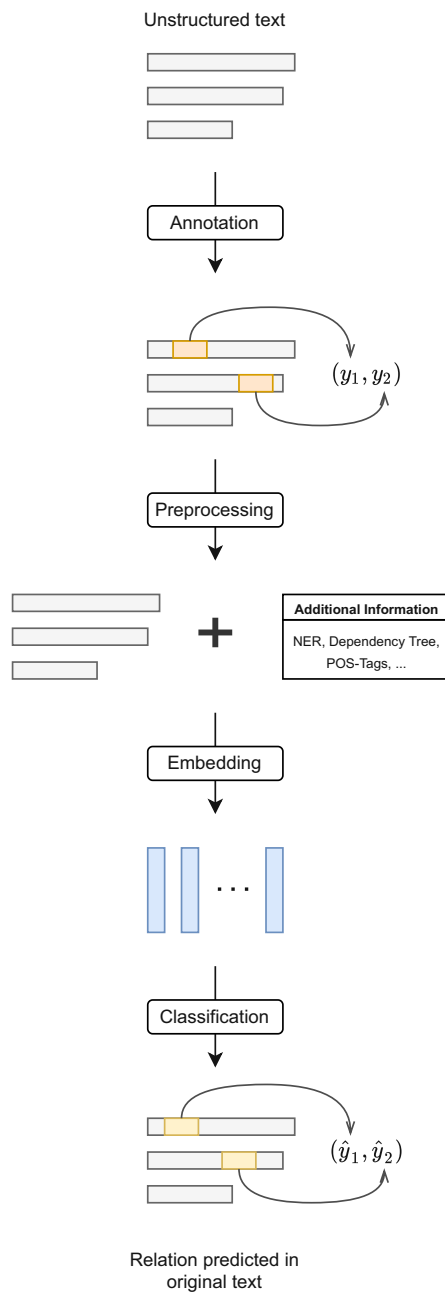 Unstructured text
Annotation
(y₁, y₂)
Preprocessing
+
Additional Information
NER, Dependency Tree,
POS-Tags, ...
Embedding
...
Classification
(ŷ₁, ŷ₂)
Relation predicted in
original text